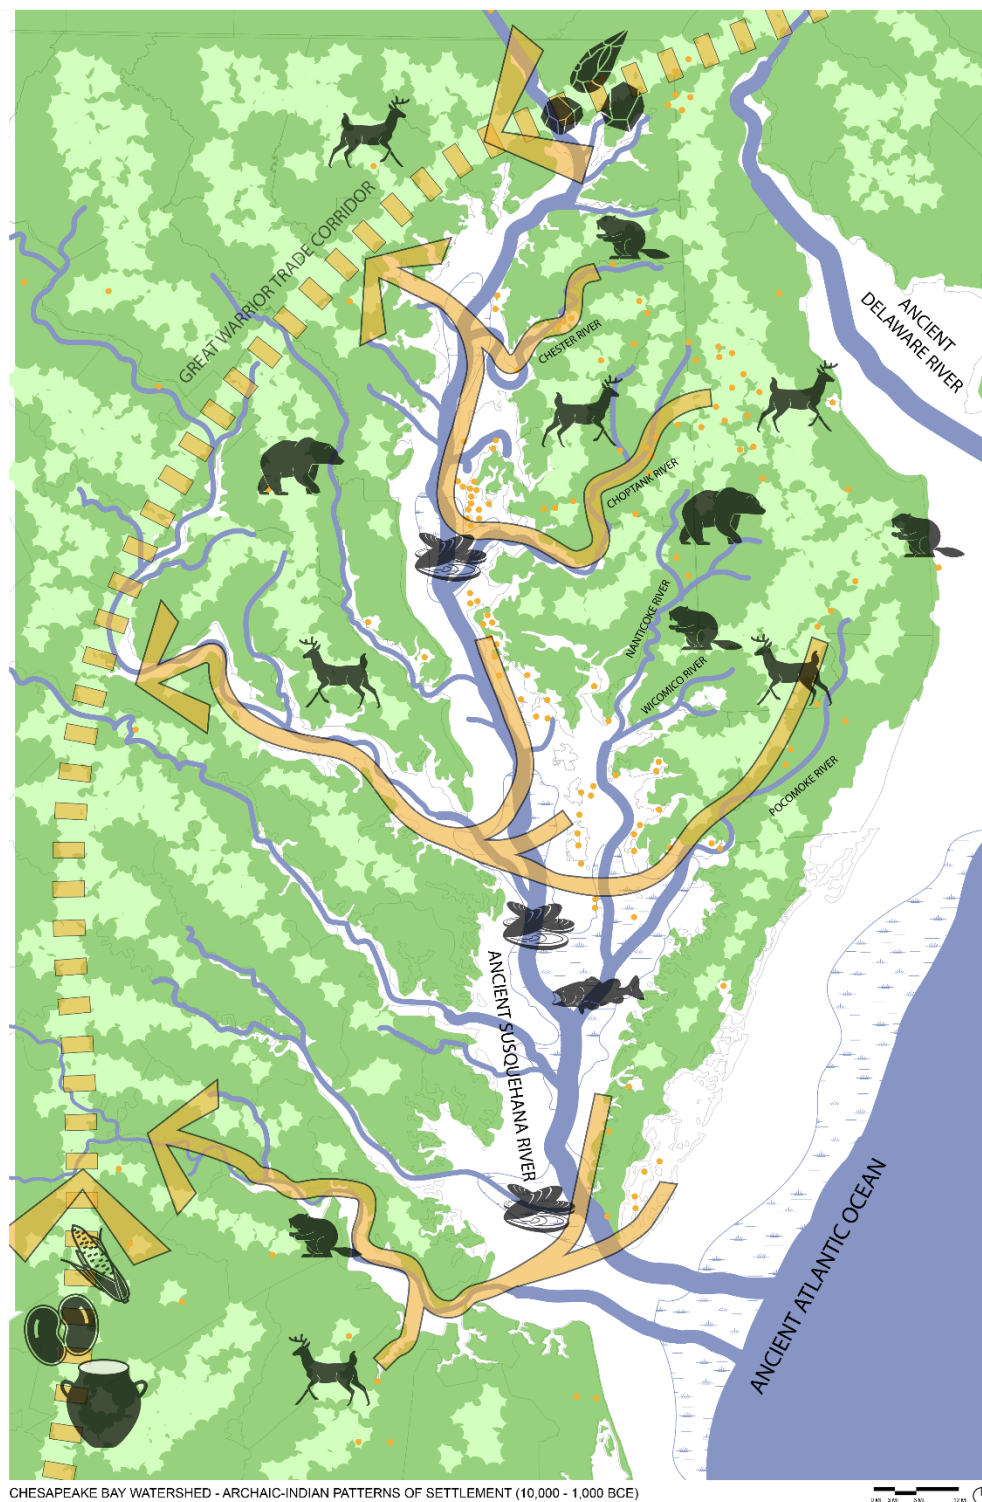 GREAT WARRIOR TRADE CORRIDOR
ANCIENT
DELAWARE RIVER
CHESTER RIVER
CHOPTANK RIVER
NANTICOKE RIVER
WICOMICO RIVER
POCOMOKE RIVER
ANCIENT SUSQUEHANA RIVER
ANCIENT ATLANTIC OCEAN
CHESAPEAKE BAY WATERSHED - ARCHAIC-INDIAN PATTERNS OF SETTLEMENT (10,000 - 1,000 BCE)